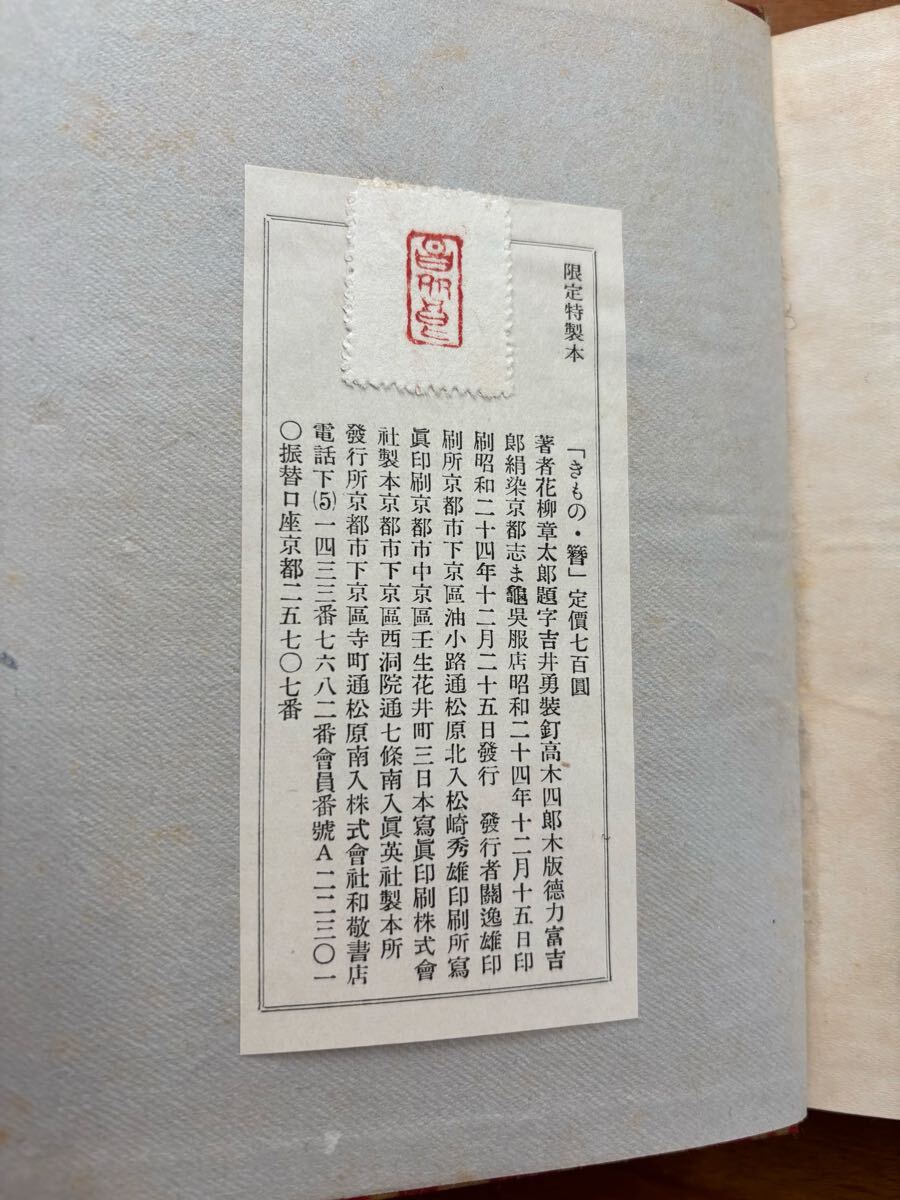 限定特製本
「きもの・簪」定價七百圓
著者花柳章太郎題字吉井勇裝釘高木四郎木版德力富吉
郎絹染京都志ま龜吳服店昭和二十四年十二月十五日印
刷昭和二十四年十二月二十五日發行 發行者關逸雄印
刷所京都市下京區油小路通松原北入松崎秀雄印刷所寫
眞印刷京都市中京區壬生花井町三日本寫眞印刷株式會
社製本京都市下京區西洞院通七條南入眞英社製本所
發行所京都市下京區寺町通松原南入株式會社和敬書店
電話下(5)一四三三番七六八二番會員番號A二二三〇一
〇振替口座京都二五七〇七番